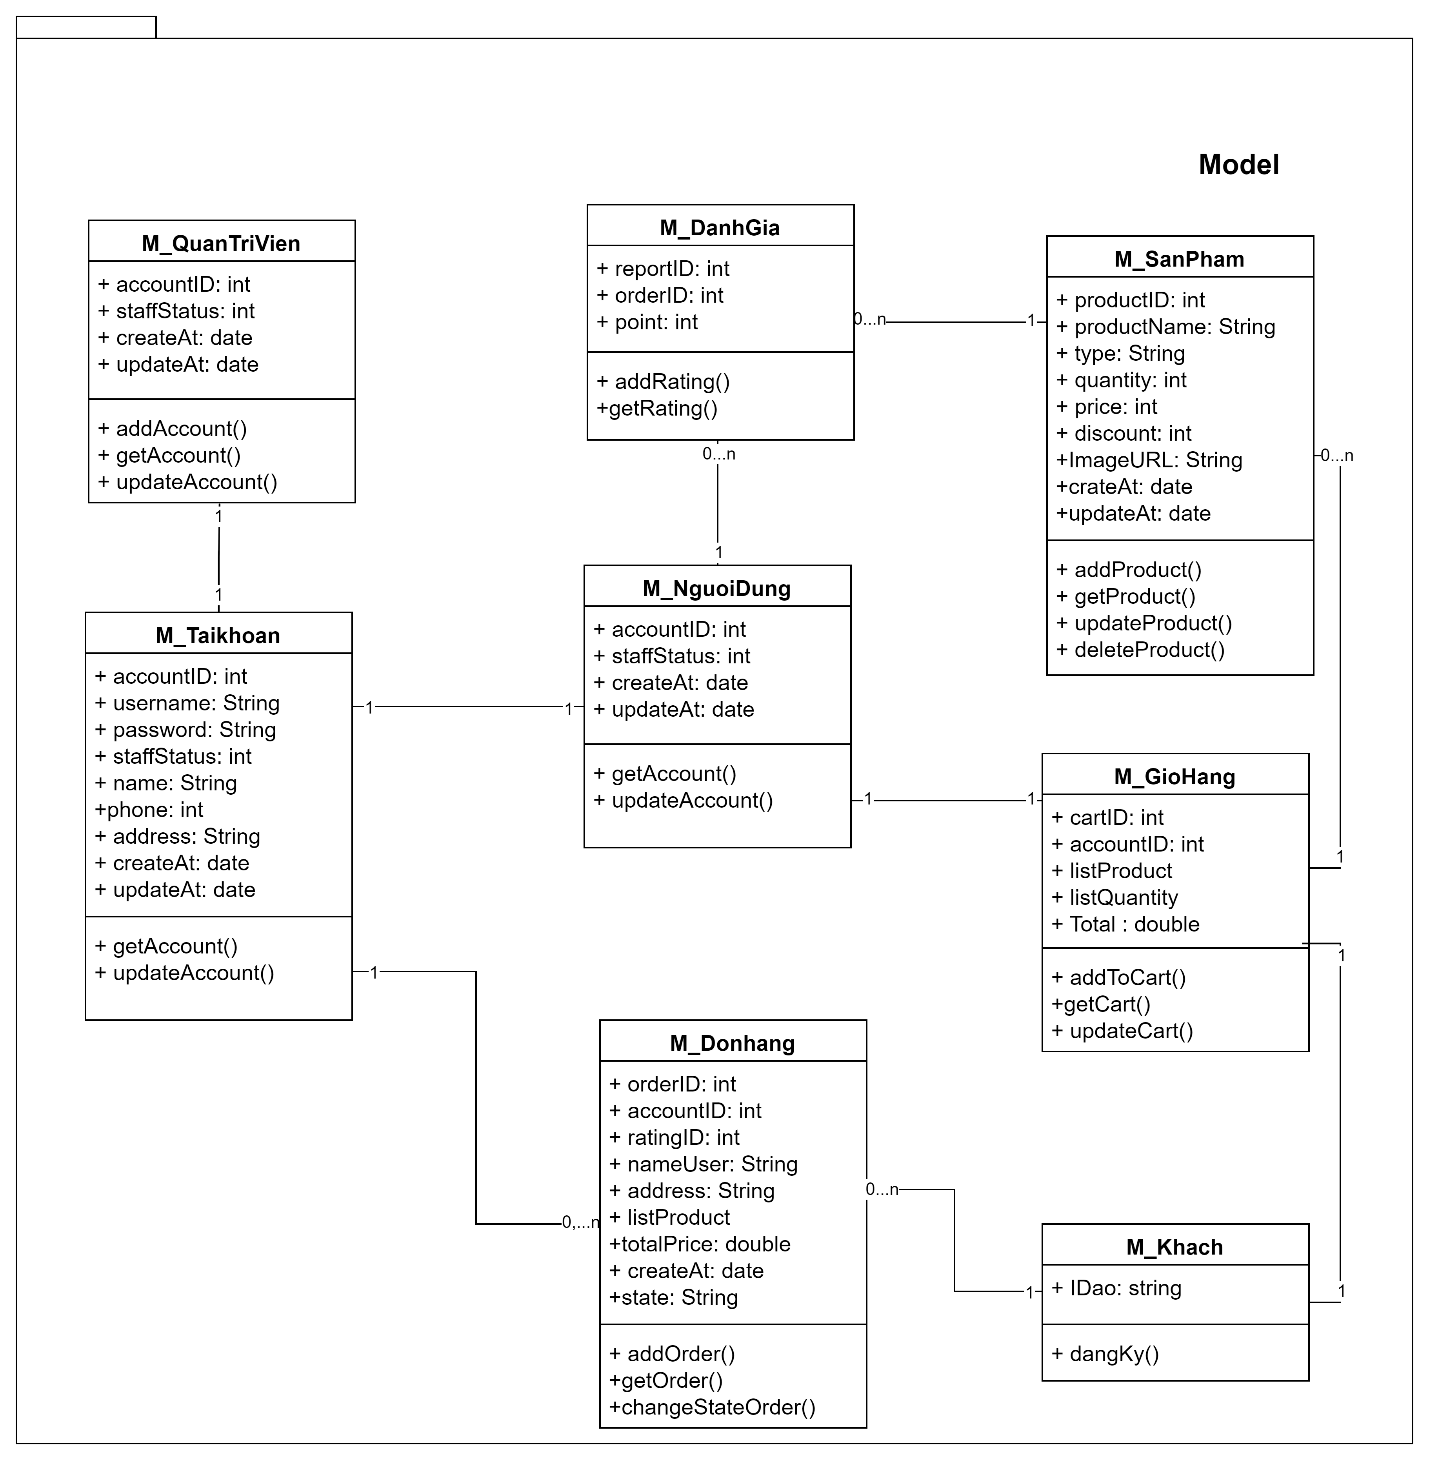 Model
M_QuanTriVien
+ accountID: int
+ staffStatus: int
+ createAt: date
+ updateAt: date
+ addAccount()
+ getAccount()
+ updateAccount()
1
1
M_DanhGia
+ reportID: int
+ orderID: int
+ point: int
+ addRating()
+getRating()
0...n
1
0...n
1
M_SanPham
+ productID: int
+ productName: String
+ type: String
+ quantity: int
+ price: int
+ discount: int
+ImageURL: String
+crateAt: date
+updateAt: date
+ addProduct()
+ getProduct()
+ updateProduct()
+ deleteProduct()
0...n
1
M_Taikhoan
+ accountID: int
+ username: String
+ password: String
+ staffStatus: int
+ name: String
+phone: int
+ address: String
+ createAt: date
+ updateAt: date
+ getAccount()
+ updateAccount()
1
1
1
0,...n
M_NguoiDung
+ accountID: int
+ staffStatus: int
+ createAt: date
+ updateAt: date
+ getAccount()
+ updateAccount()
1
1
M_GioHang
+ cartID: int
+ accountID: int
+ listProduct
+ listQuantity
+ Total : double
+ addToCart()
+getCart()
+ updateCart()
1
1
M_Donhang
+ orderID: int
+ accountID: int
+ ratingID: int
+ nameUser: String
+ address: String
+ listProduct
+totalPrice: double
+ createAt: date
+state: String
+ addOrder()
+getOrder()
+changeStateOrder()
0...n
1
M_Khach
+ IDao: string
+ dangKy()